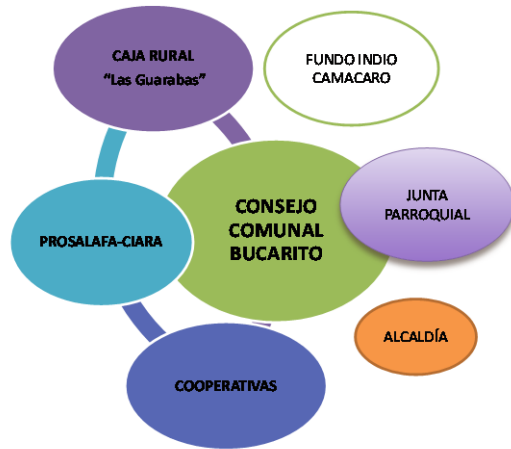 CAJA RURAL
“Las Guarabas”
FUNDO INDIO
CAMACARO
CONSEJO
COMUNAL
BUCARITO
JUNTA
PARROQUIAL
PROSALAFA-CIARA
ALCALDÍA
COOPERATIVAS